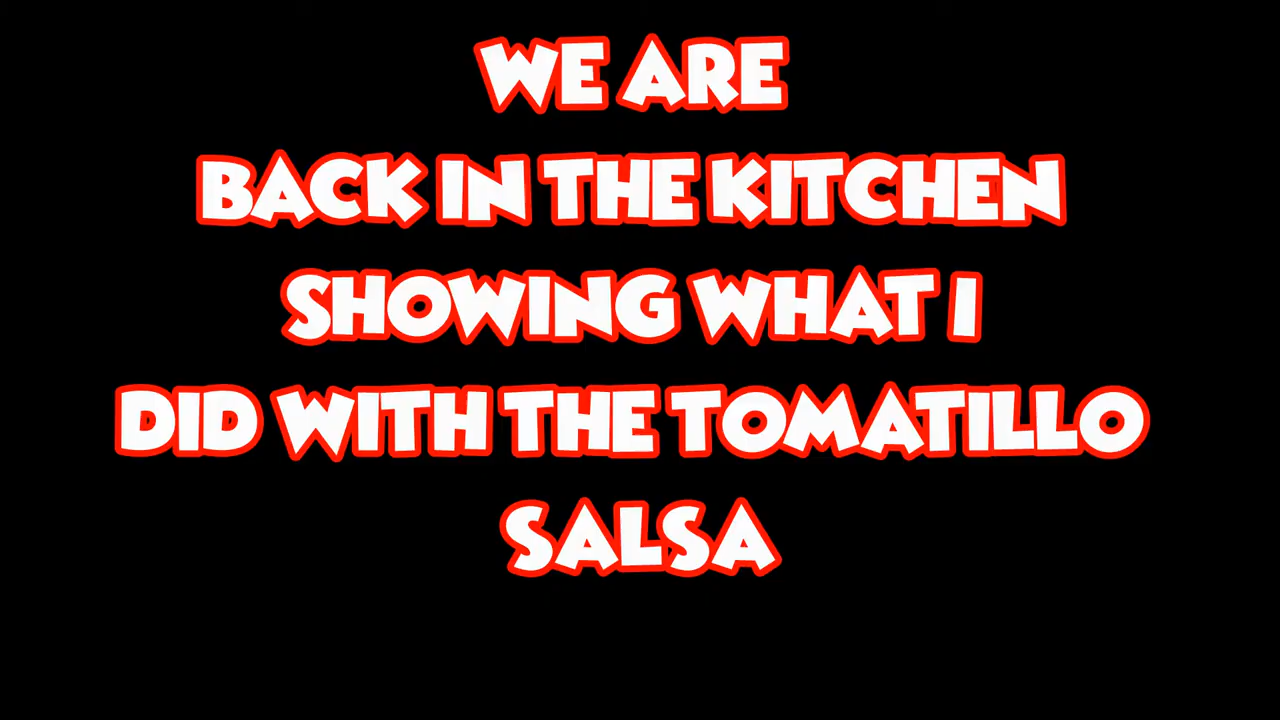 WE ARE
BACK IN THE KITCHEN
SHOWING WHAT I
DID WITH THE TOMATILLO
SALSA